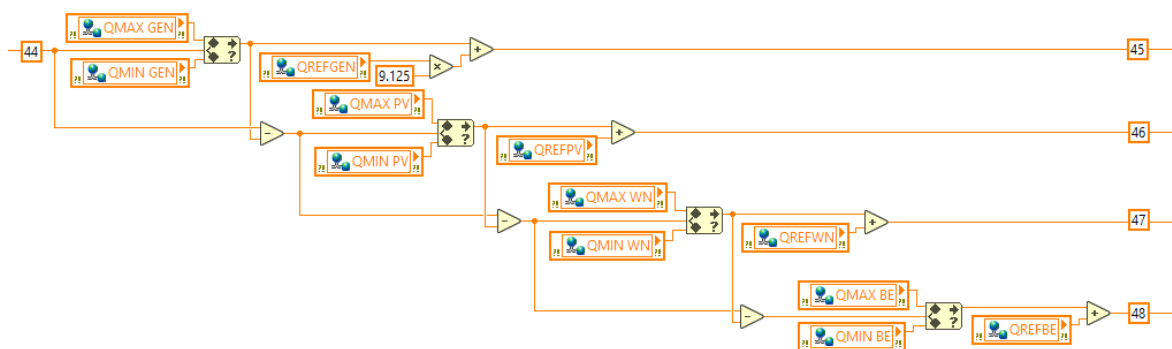 QMAX GEN
44
QMIN GEN
?
QREFGEN
9.125
×
+
45
QMAX PV
-
QMIN PV
?
QREFPV
+
46
QMAX WN
-
QMIN WN
?
QREFWN
+
47
QMAX BE
-
QMIN BE
?
QREFBE
+
48